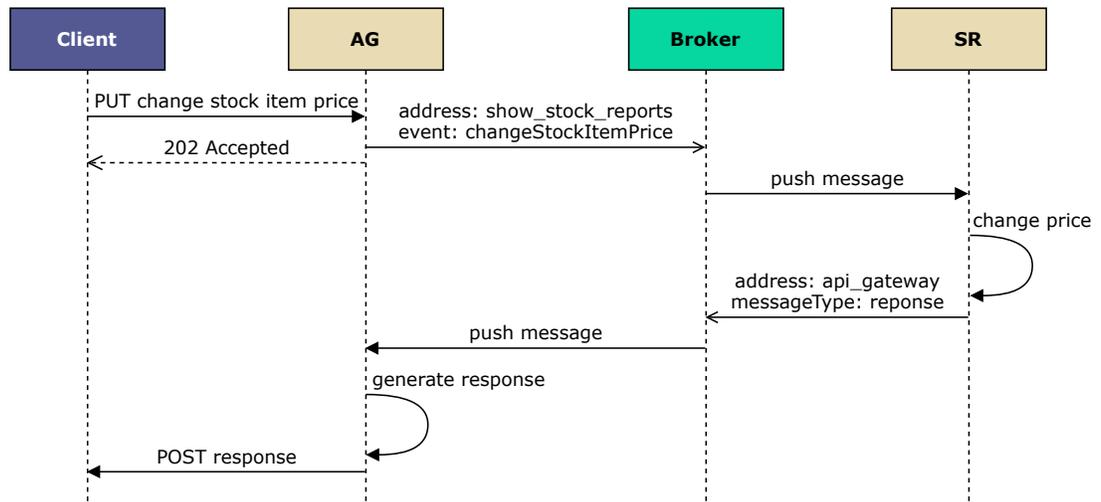 Client
AG
Broker
SR
PUT change stock item price
address: show_stock_reports
event: changeStockItemPrice
202 Accepted
push message
change price
address: api_gateway
messageType: reponse
push message
generate response
POST response